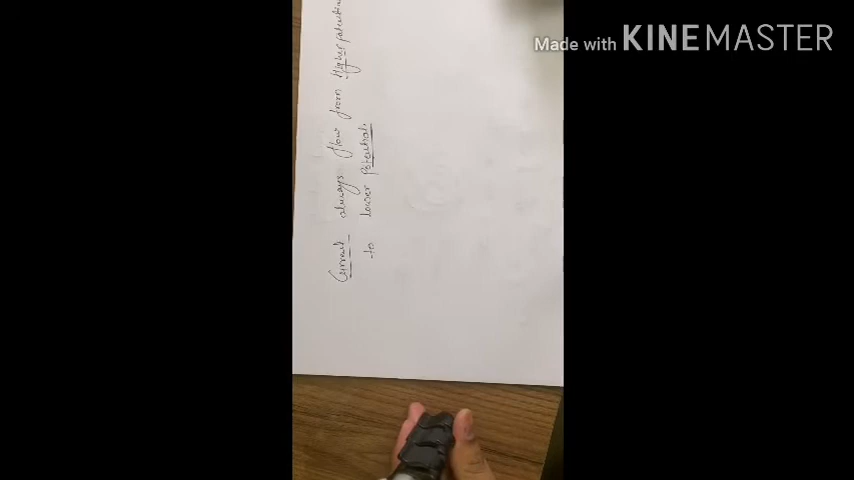 Made with KINEMASTER
Current always flow from Higher potential
to lower potential.